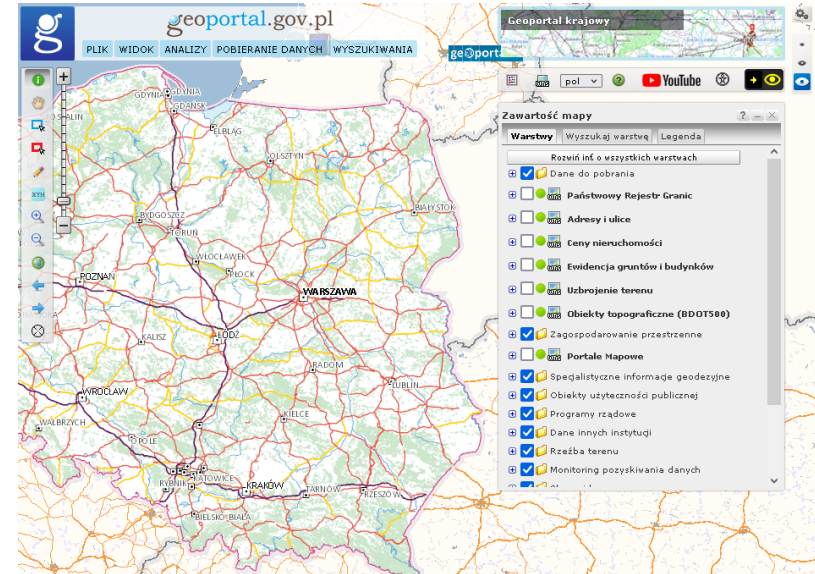 geoportal.gov.pl
PLIK WIDOK ANALIZY POBIERANIE DANYCH WYSZUKIWANIA
Geoportal krajowy
pol
YouTube
Zawartość mapy
Warstwy Wyszukaj warstwę Legenda
Rozwiń inf o wszystkich warstwach
Dane do pobrania
Państwowy Rejestr Granic
Adresy i ulice
Ceny nieruchomości
Ewidencja gruntów i budynków
Uzbrojenie terenu
Obiekty topograficzne (BDOT500)
Zagospodarowanie przestrzenne
Portale Mapowe
Specjalistyczne informacje geodezyjne
Obiekty użyteczności publicznej
Programy rządowe
Dane innych instytucji
Rzeźba terenu
Monitoring pozyskiwania danych
XYH
GDYNIA
GDYNIA
GDAŃSK
ELBLĄG
OLSZTYN
BIAŁYSTOK
BYDGOSZCZ
TORUŃ
WŁOCŁAWEK
PŁOCK
POZNAŃ
WARSZAWA
KALISZ
ŁÓDŹ
RADOM
LUBLIN
WROCŁAW
WAŁBRZYCH
OPOLE
KIELCE
RYBNIK
KATOWICE
KRAKÓW
TARNÓW
RZESZÓW
BIELSKO-BIAŁA